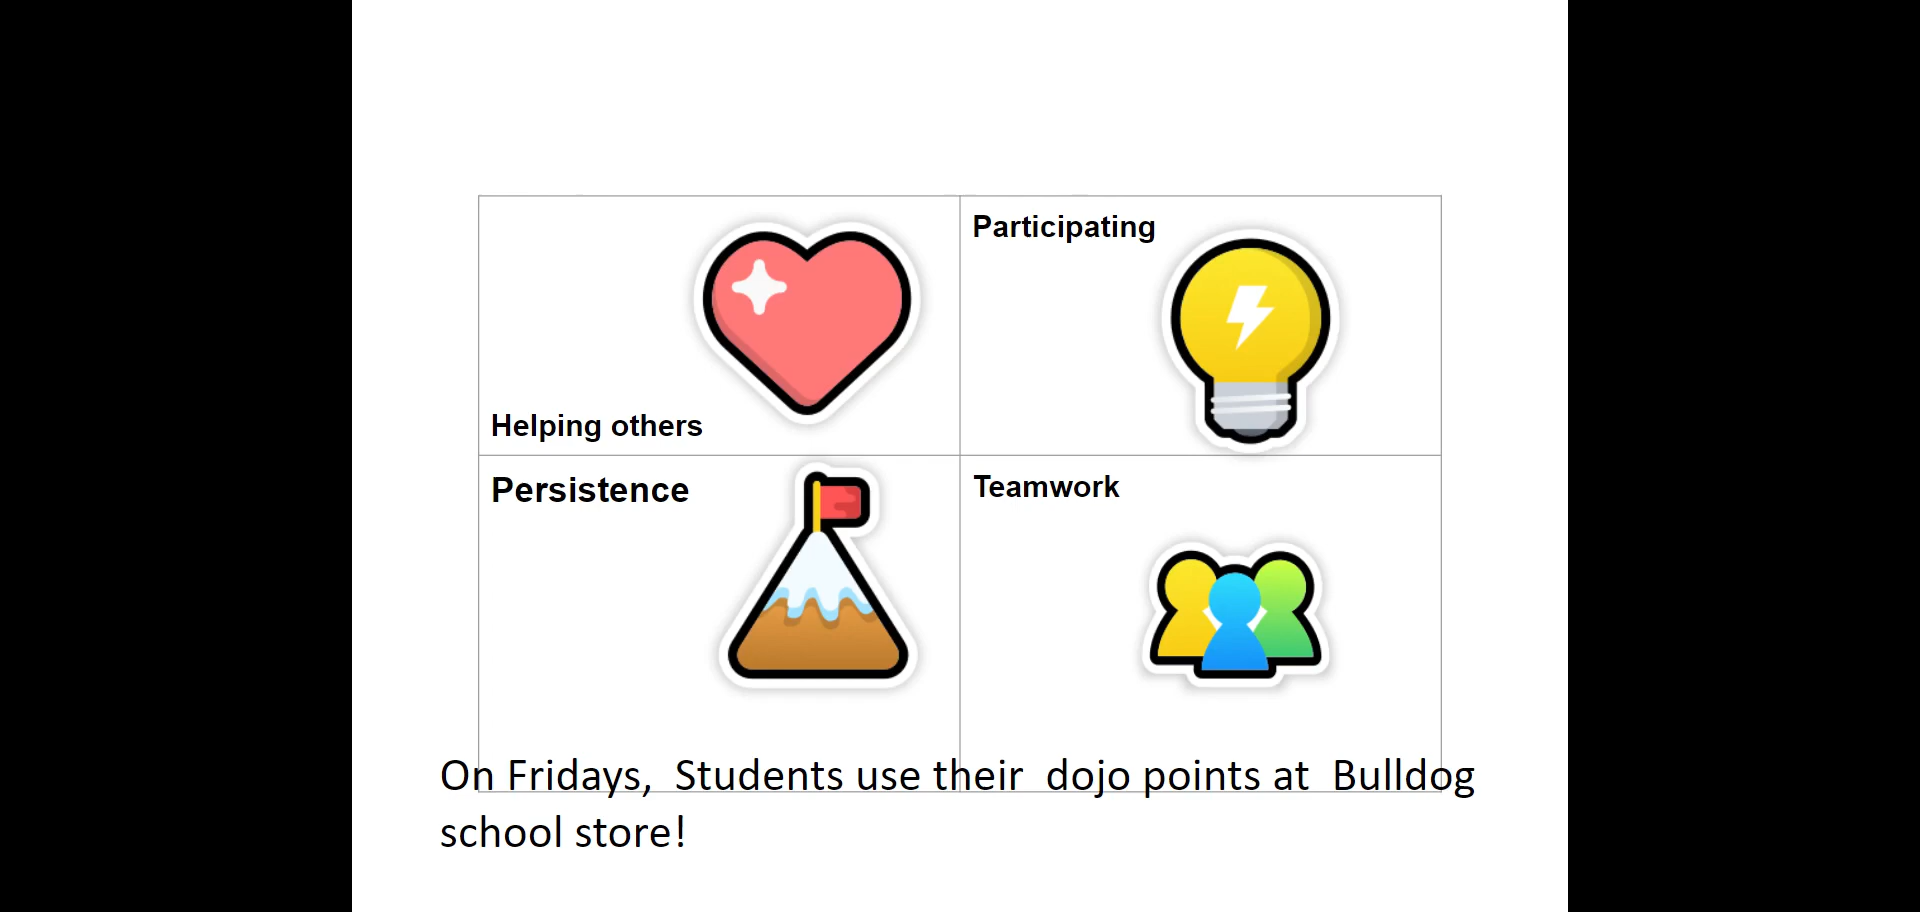 Participating
Helping others
Persistence
Teamwork
On Fridays,  Students use their  dojo points at  Bulldog
school store!